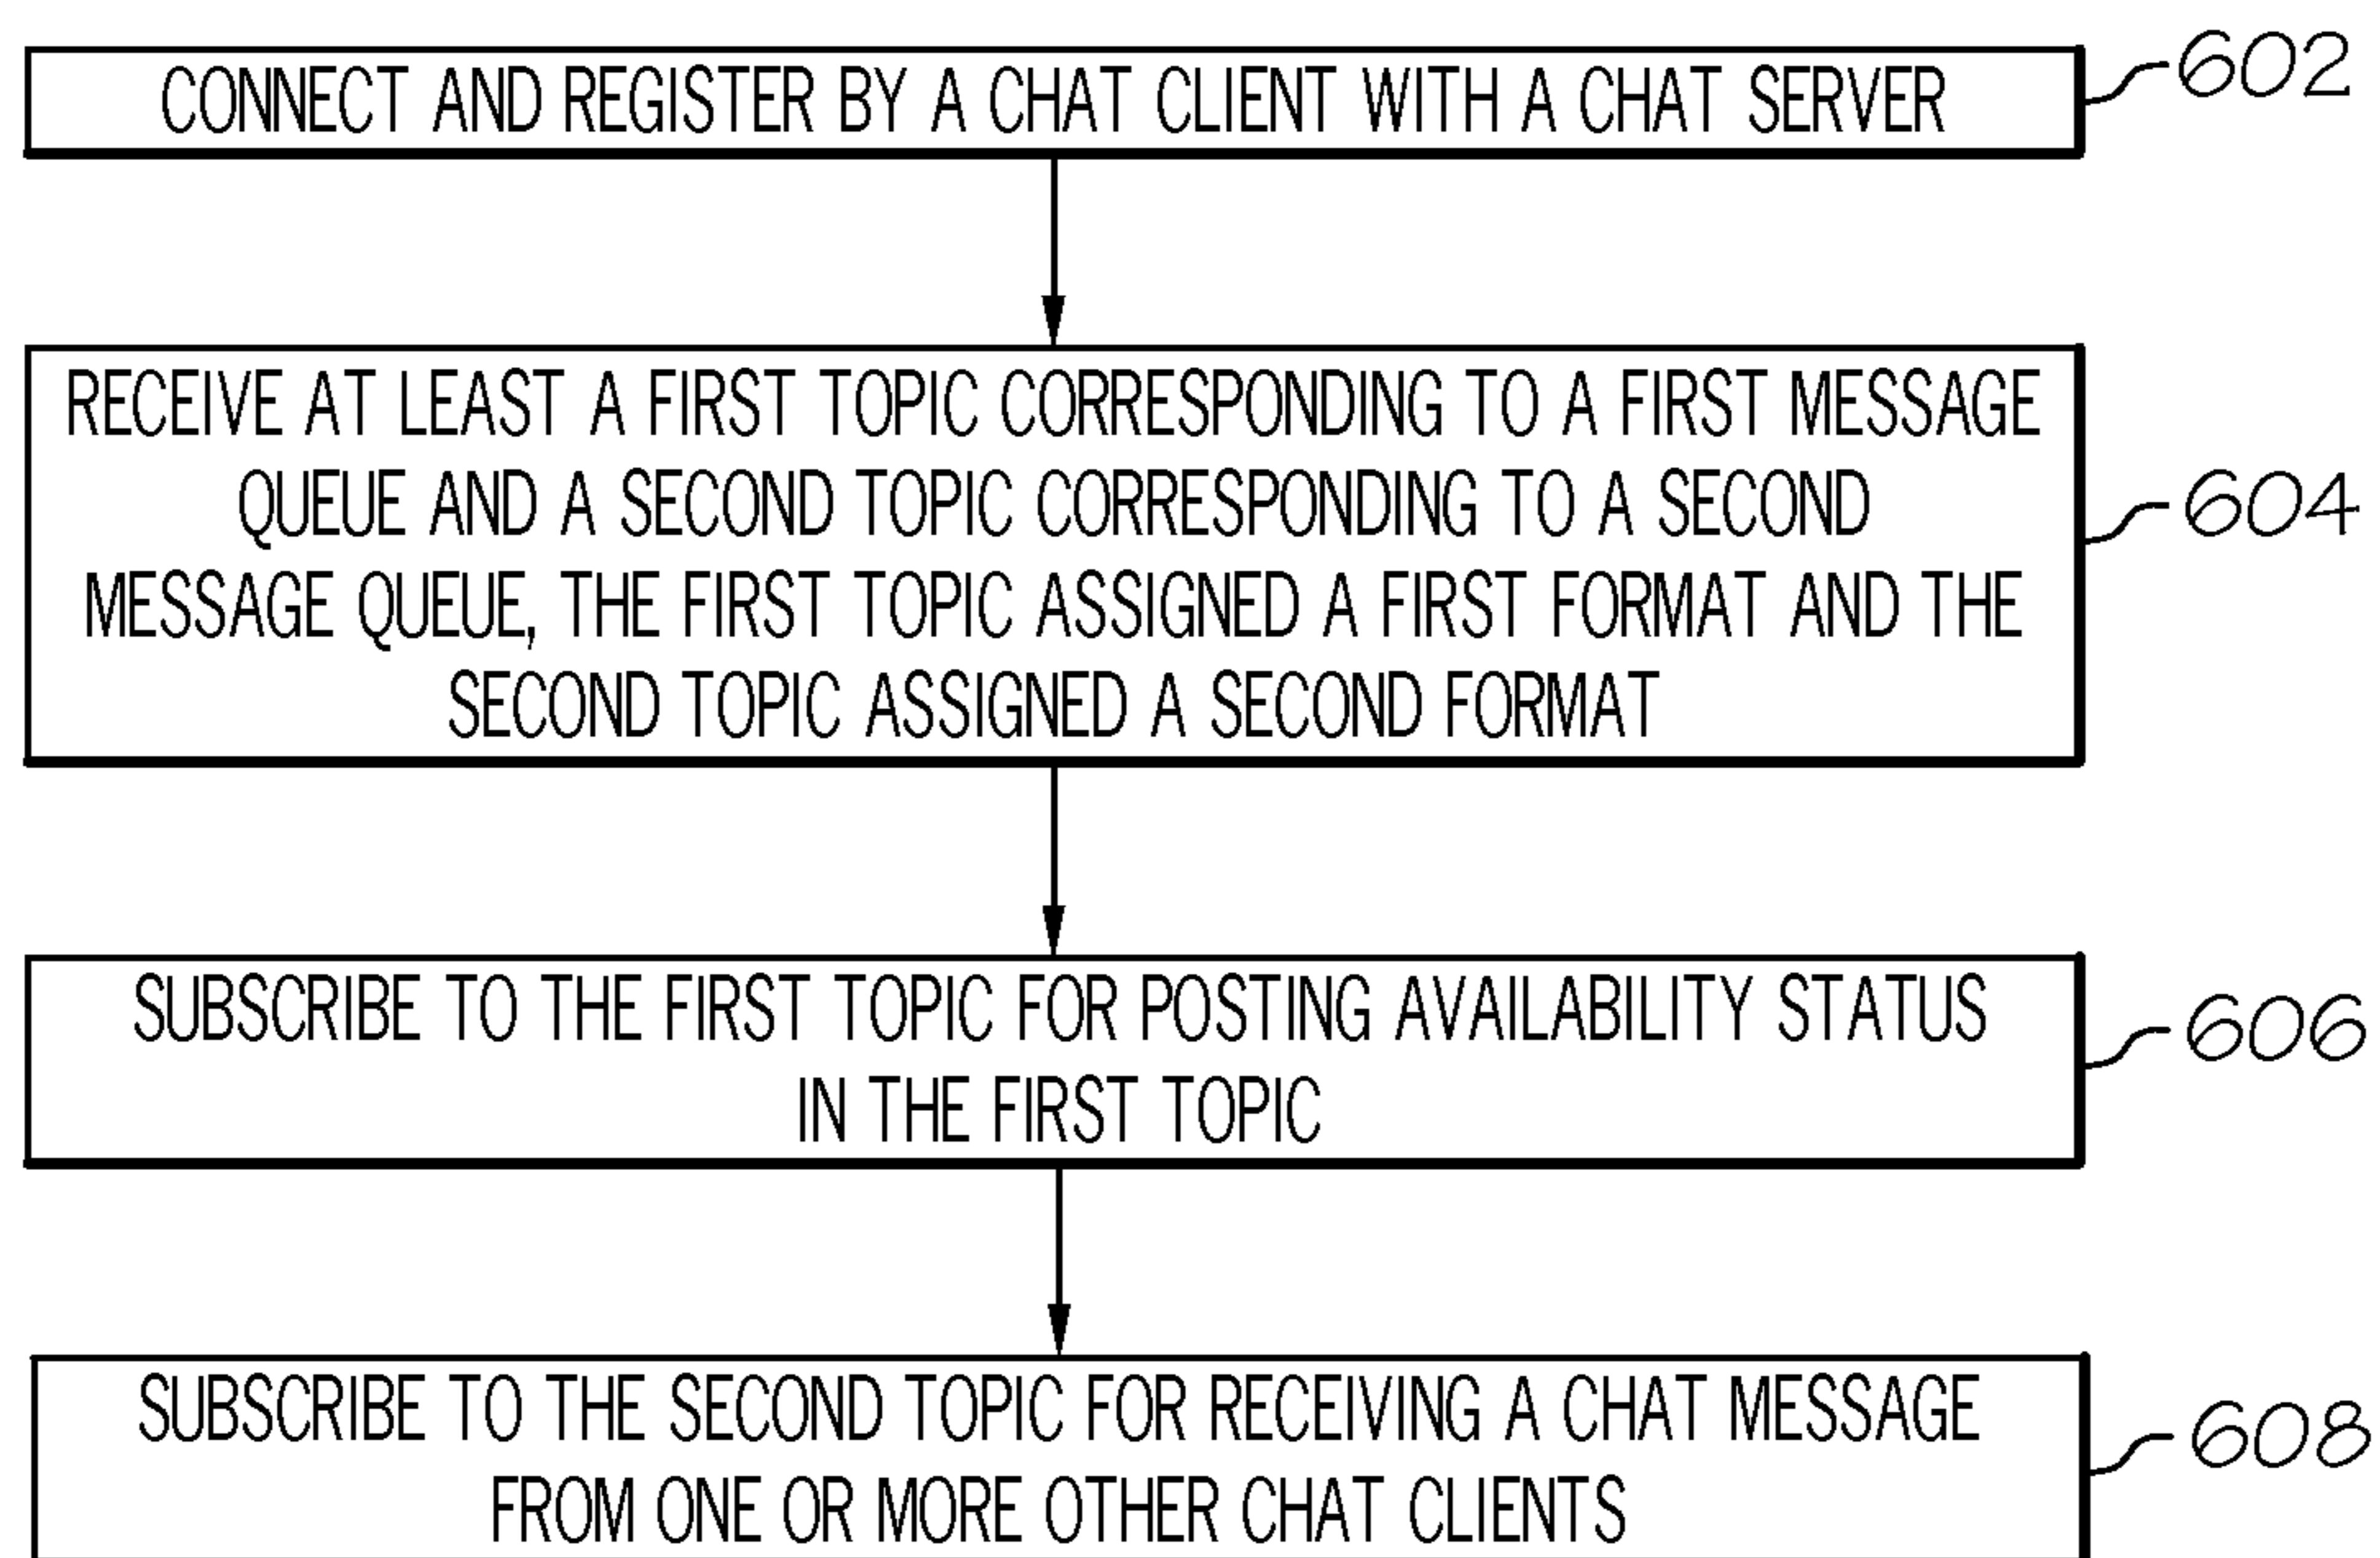 CONNECT AND REGISTER BY A CHAT CLIENT WITH A CHAT SERVER
602
RECEIVE AT LEAST A FIRST TOPIC CORRESPONDING TO A FIRST MESSAGE
QUEUE AND A SECOND TOPIC CORRESPONDING TO A SECOND
MESSAGE QUEUE, THE FIRST TOPIC ASSIGNED A FIRST FORMAT AND THE
SECOND TOPIC ASSIGNED A SECOND FORMAT
604
SUBSCRIBE TO THE FIRST TOPIC FOR POSTING AVAILABILITY STATUS
IN THE FIRST TOPIC
606
SUBSCRIBE TO THE SECOND TOPIC FOR RECEIVING A CHAT MESSAGE
FROM ONE OR MORE OTHER CHAT CLIENTS
608